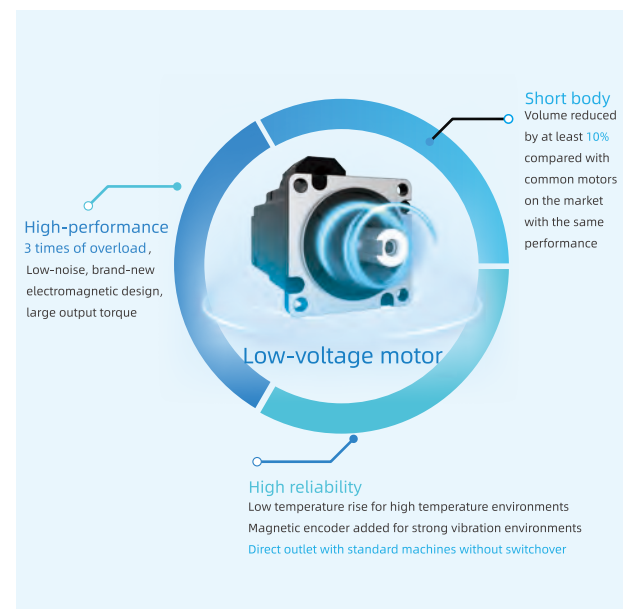 Short body
Volume reduced
by at least 10%
compared with
common motors
on the market
with the same
performance
High-performance
3 times of overload,
Low-noise, brand-new
electromagnetic design,
large output torque
Low-voltage motor
High reliability
Low temperature rise for high temperature environments
Magnetic encoder added for strong vibration environments
Direct outlet with standard machines without switchover